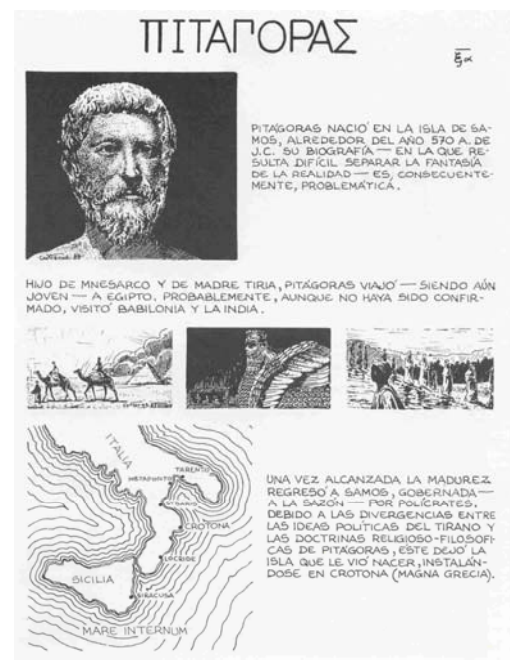 ΠΙΤΑΓΟΡΑΣ
ξα
PITÁGORAS NACIÓ EN LA ISLA DE SA-
MOS, ALREDEDOR DEL AÑO 570 A. DE
J.C. SU BIOGRAFÍA — EN LA QUE RE-
SULTA DIFÍCIL SEPARAR LA FANTASÍA
DE LA REALIDAD — ES, CONSECUENTE-
MENTE, PROBLEMÁTICA.
HIJO DE MNESARCO Y DE MADRE TIRIA, PITÁGORAS VIAJÓ — SIENDO AÚN
JOVEN — A EGIPTO. PROBABLEMENTE, AUNQUE NO HAYA SIDO CONFIR-
MADO, VISITÓ BABILONIA Y LA INDIA.
ITALIA
TARENTO
METAPONTO
CROTONA
LOCRIDE
SICILIA
SIRACUSA
MARE INTERNUM
UNA VEZ ALCANZADA LA MADUREZ
REGRESÓ A SAMOS, GOBERNADA —
A LA SAZÓN — POR POLÍCRATES.
DEBIDO A LAS DIVERGENCIAS ENTRE
LAS IDEAS POLÍTICAS DEL TIRANO Y
LAS DOCTRINAS RELIGIOSO-FILOSÓFI-
CAS DE PITÁGORAS, ESTE DEJÓ LA
ISLA QUE LE VIÓ NACER, INSTALÁN-
DOSE EN CROTONA (MAGNA GRECIA).